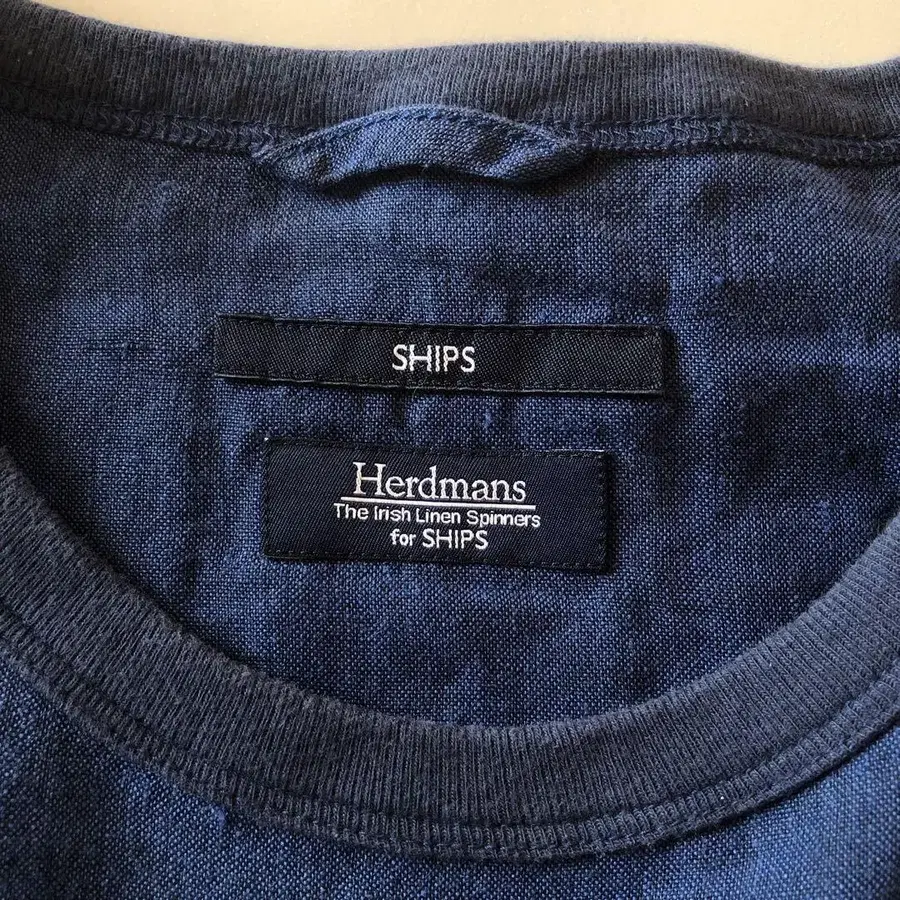 SHIPS
Herdmans
The Irish Linen Spinners
for SHIPS